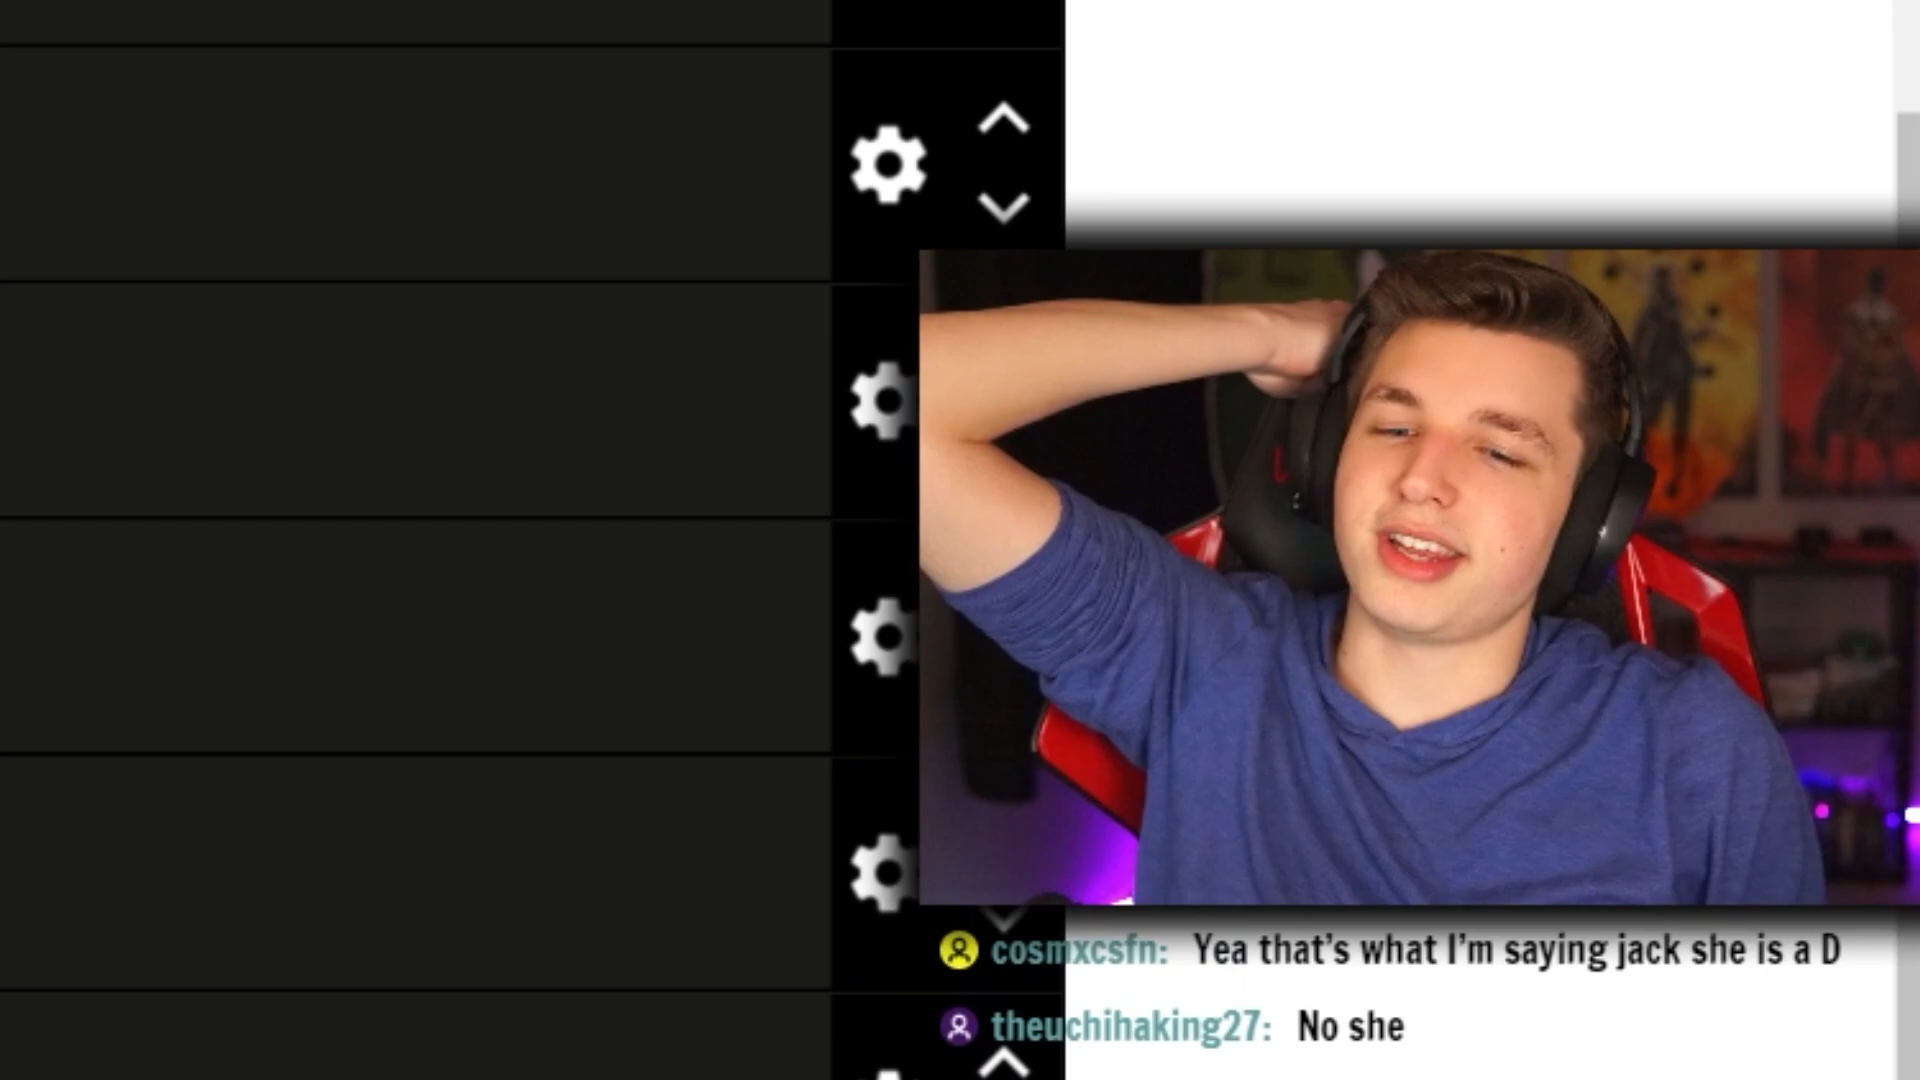 cosmxcsfn: Yea that’s what I’m saying jack she is a D
theuchihaking27: No she